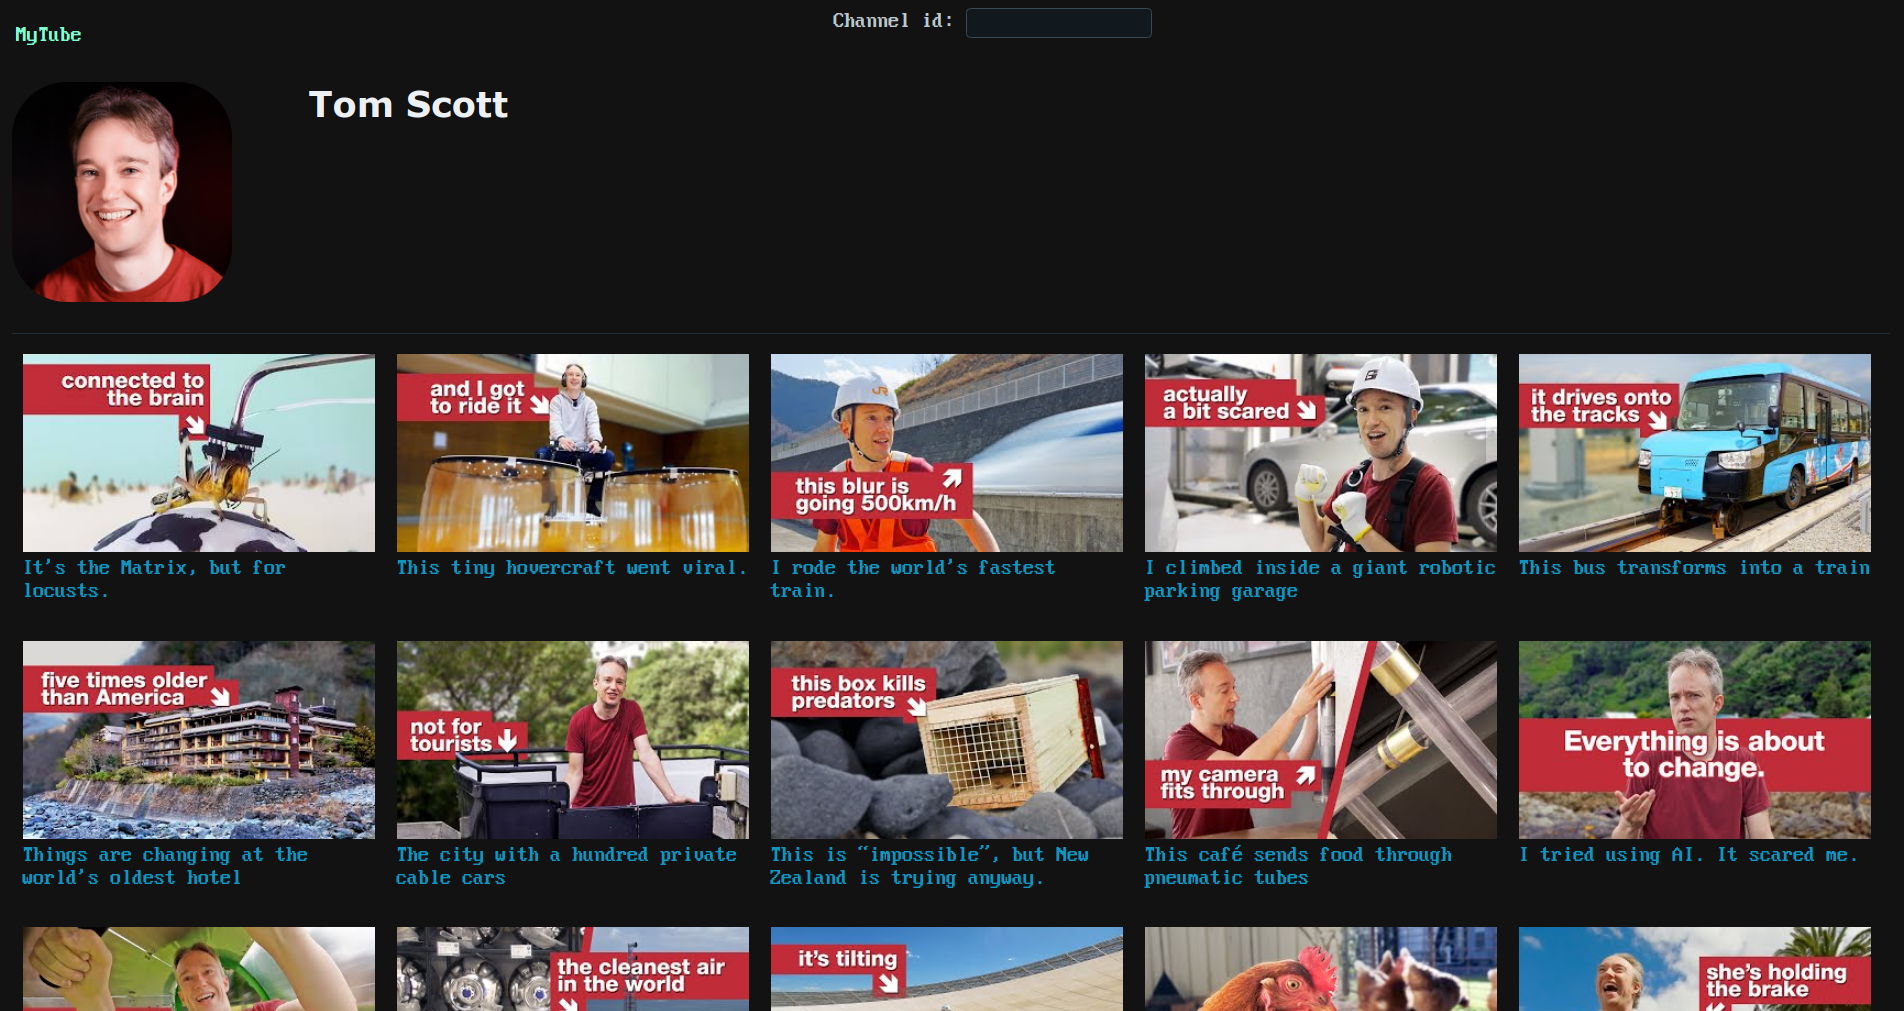 MyTube
Channel id:
Tom Scott
connected to
the brain
and I got
to ride it
this blur is
going 500km/h
actually
a bit scared
it drives onto
the tracks
It's the Matrix, but for
locusts.
This tiny hovercraft went viral.
I rode the world's fastest
train.
I climbed inside a giant robotic
parking garage
This bus transforms into a train
five times older
than America
not for
tourists
this box kills
predators
my camera
fits through
Everything is about
to change.
Things are changing at the
world's oldest hotel
The city with a hundred private
cable cars
This is “impossible”, but New
Zealand is trying anyway.
This café sends food through
pneumatic tubes
I tried using AI. It scared me.
the cleanest air
in the world
it's tilting
she's holding
the brake